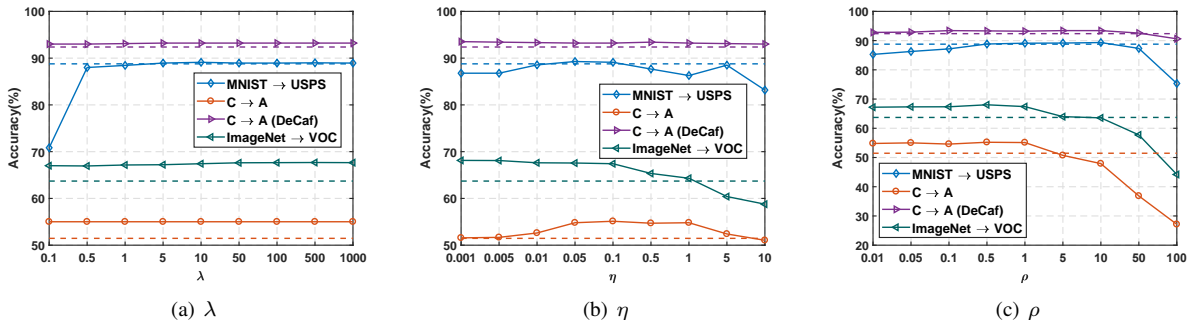 100
90
80
70
60
50
Accuracy(%)
MNIST → USPS
C → A
C → A (DeCaf)
ImageNet → VOC
0.1 0.5 1 5 10 50 100 500 1000
λ
(a) λ
100
90
80
70
60
50
Accuracy(%)
MNIST → USPS
C → A
C → A (DeCaf)
ImageNet → VOC
0.001 0.005 0.01 0.05 0.1 0.5 1 5 10
η
(b) η
100
90
80
70
60
50
40
30
20
Accuracy(%)
MNIST → USPS
C → A
C → A (DeCaf)
ImageNet → VOC
0.01 0.05 0.1 0.5 1 5 10 50 100
ρ
(c) ρ